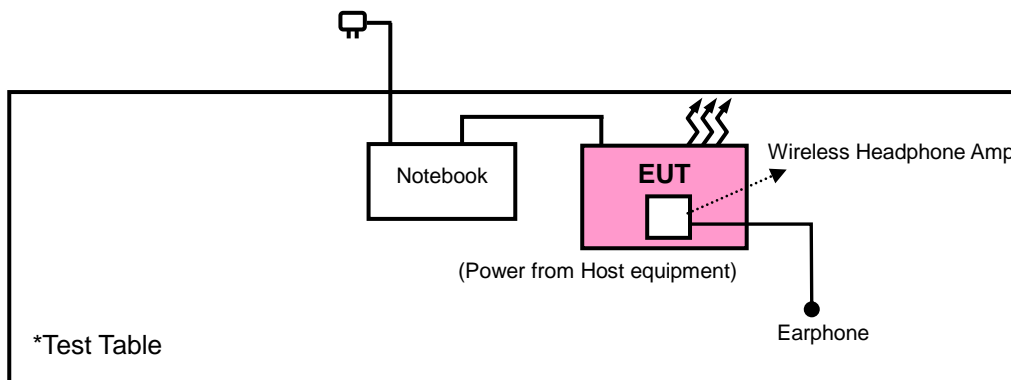 Notebook
EUT
Wireless Headphone Amp
(Power from Host equipment)
Earphone
*Test Table